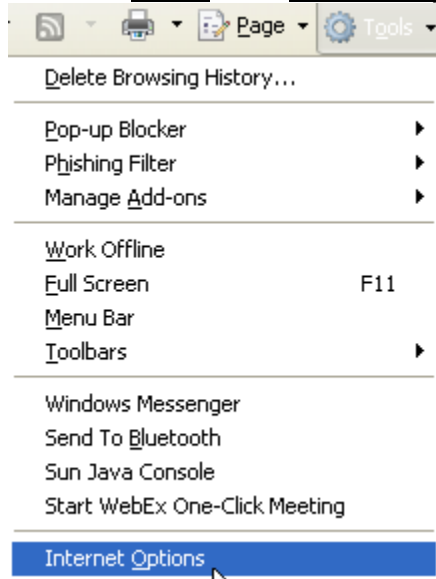 Page Tools
Delete Browsing History...
Pop-up Blocker
Phishing Filter
Manage Add-ons
Work Offline
Full Screen F11
Menu Bar
Toolbars
Windows Messenger
Send To Bluetooth
Sun Java Console
Start WebEx One-Click Meeting
Internet Options